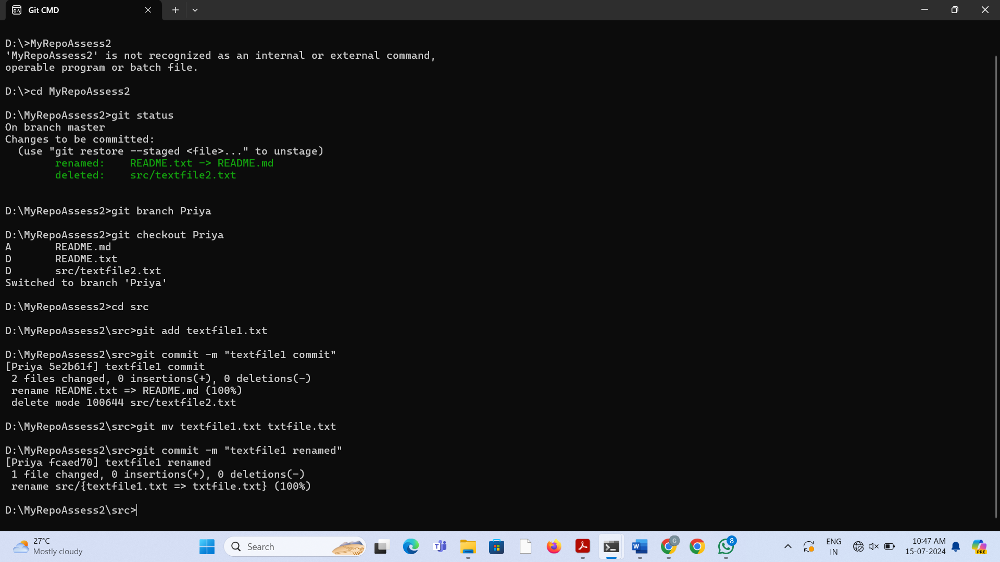 Git CMD
D:\>MyRepoAssess2
'MyRepoAssess2' is not recognized as an internal or external command,
operable program or batch file.
D:\>cd MyRepoAssess2
D:\MyRepoAssess2>git status
On branch master
Changes to be committed:
  (use "git restore --staged <file>..." to unstage)
        renamed:    README.txt -> README.md
        deleted:    src/textfile2.txt
D:\MyRepoAssess2>git branch Priya
D:\MyRepoAssess2>git checkout Priya
A       README.md
D       README.txt
D       src/textfile2.txt
Switched to branch 'Priya'
D:\MyRepoAssess2>cd src
D:\MyRepoAssess2\src>git add textfile1.txt
D:\MyRepoAssess2\src>git commit -m "textfile1 commit"
[Priya 5e2b61f] textfile1 commit
 2 files changed, 0 insertions(+), 0 deletions(-)
 rename README.txt => README.md (100%)
 delete mode 100644 src/textfile2.txt
D:\MyRepoAssess2\src>git mv textfile1.txt txtfile.txt
D:\MyRepoAssess2\src>git commit -m "textfile1 renamed"
[Priya fcaed70] textfile1 renamed
 1 file changed, 0 insertions(+), 0 deletions(-)
 rename src/{textfile1.txt => txtfile.txt} (100%)
D:\MyRepoAssess2\src>
27°C
Mostly cloudy
Search
G
8
ENG
IN
10:47 AM
15-07-2024
PRE